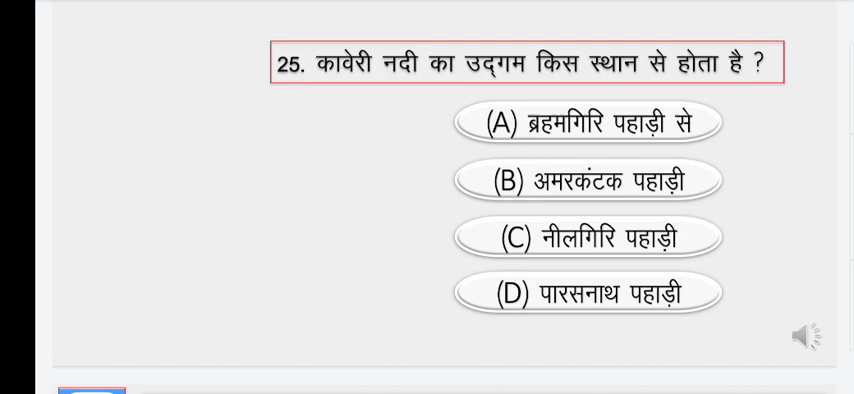 25. कावेरी नदी का उद्गम किस स्थान से होता है ?
(A) ब्रहमगिरि पहाड़ी से
(B) अमरकंटक पहाड़ी
(C) नीलगिरि पहाड़ी
(D) पारसनाथ पहाड़ी